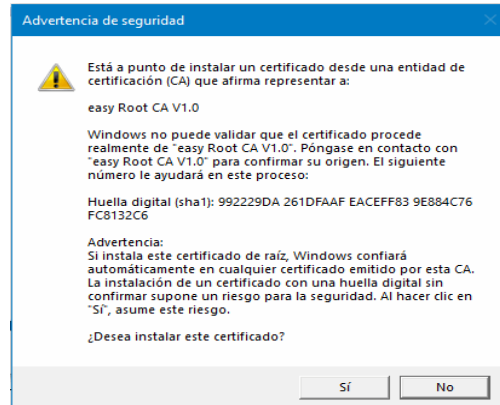 Advertencia de seguridad
Está a punto de instalar un certificado desde una entidad de
certificación (CA) que afirma representar a:
easy Root CA V1.0
Windows no puede validar que el certificado procede
realmente de "easy Root CA V1.0". Póngase en contacto con
"easy Root CA V1.0" para confirmar su origen. El siguiente
número le ayudará en este proceso:
Huella digital (sha1): 992229DA 261DFAAF EACEFF83 9E884C76
FC8132C6
Advertencia:
Si instala este certificado de raíz, Windows confiará
automáticamente en cualquier certificado emitido por esta CA.
La instalación de un certificado con una huella digital sin
confirmar supone un riesgo para la seguridad. Al hacer clic en
"Sí", asume este riesgo.
¿Desea instalar este certificado?
Sí
No